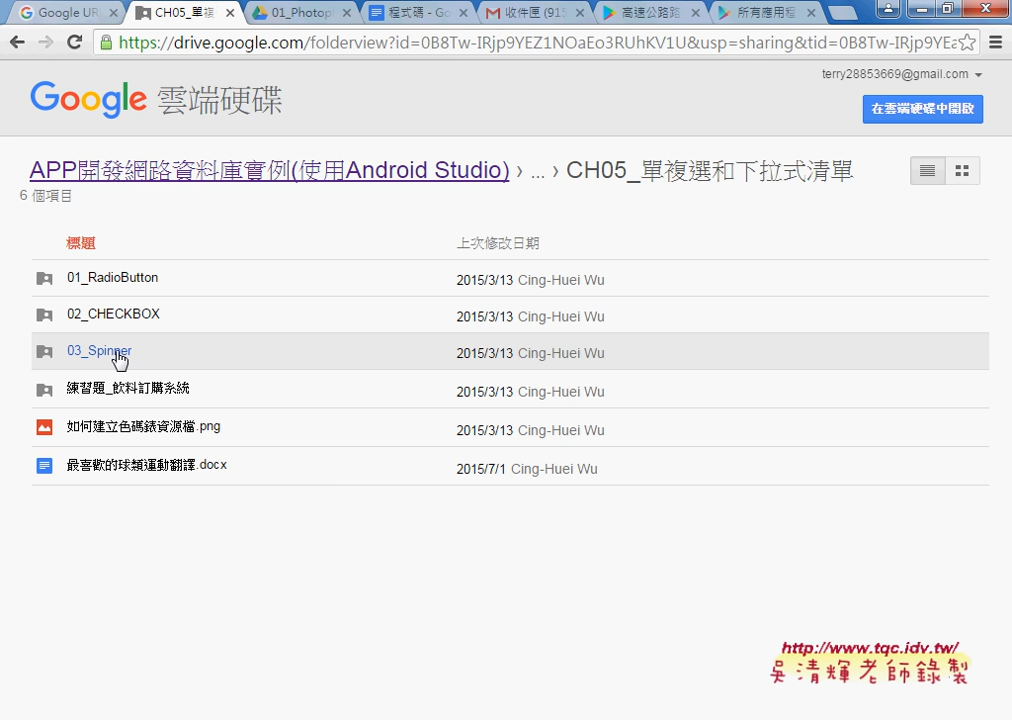 Google UR
CH05_單複
01_Photop
程式碼 - Go
收件匣 (915
高速公路路
所有應用程
https://drive.google.com/folderview?id=0B8Tw-IRjp9YEZ1NOaEo3RUhKV1U&usp=sharing&tid=0B8Tw-IRjp9YEa
terry28853669@gmail.com
Google 雲端硬碟
在雲端硬碟中開啟
APP開發網路資料庫實例(使用Android Studio) › ... › CH05_單複選和下拉式清單
6 個項目
標題 上次修改日期
01_RadioButton 2015/3/13 Cing-Huei Wu
02_CHECKBOX 2015/3/13 Cing-Huei Wu
03_Spinner 2015/3/13 Cing-Huei Wu
練習題_飲料訂購系統 2015/3/13 Cing-Huei Wu
如何建立色碼錶資源檔.png 2015/3/13 Cing-Huei Wu
最喜歡的球類運動翻譯.docx 2015/7/1 Cing-Huei Wu
http://www.tqc.idv.tw/
吳清輝老師錄製